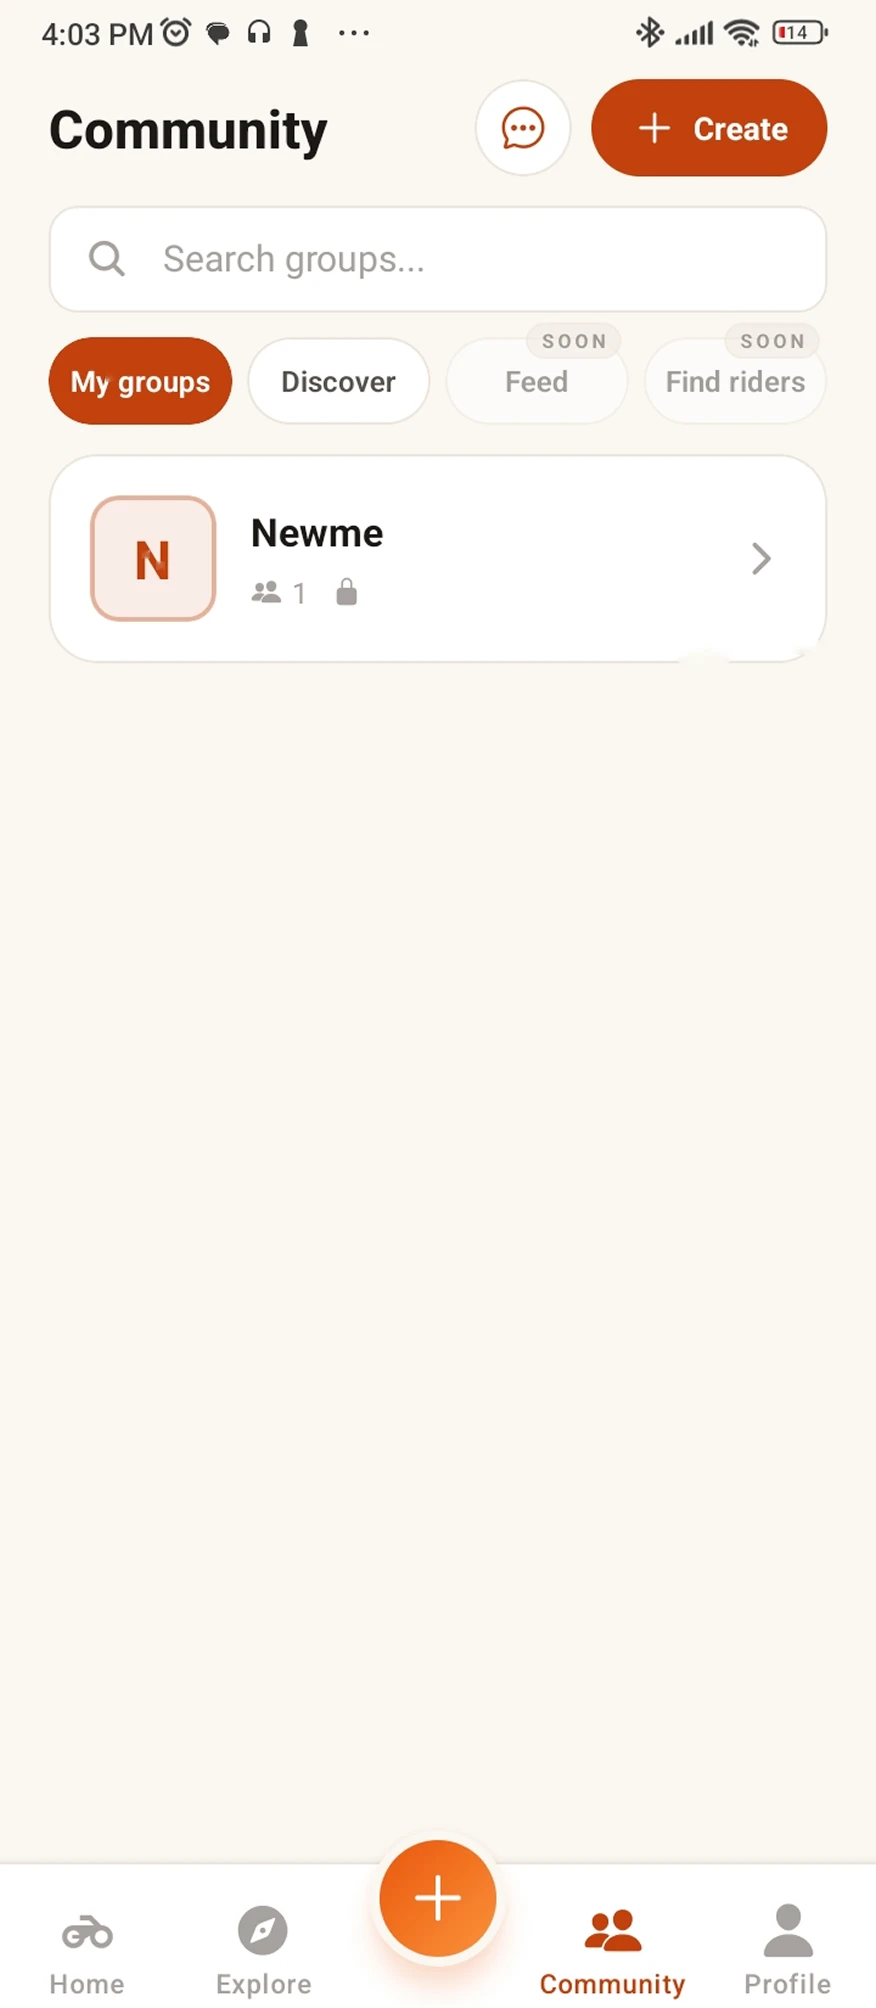 4:03 PM
14
Community
Create
Search groups...
SOON
SOON
My groups
Discover
Feed
Find riders
N
Newme
1
Home
Explore
Community
Profile